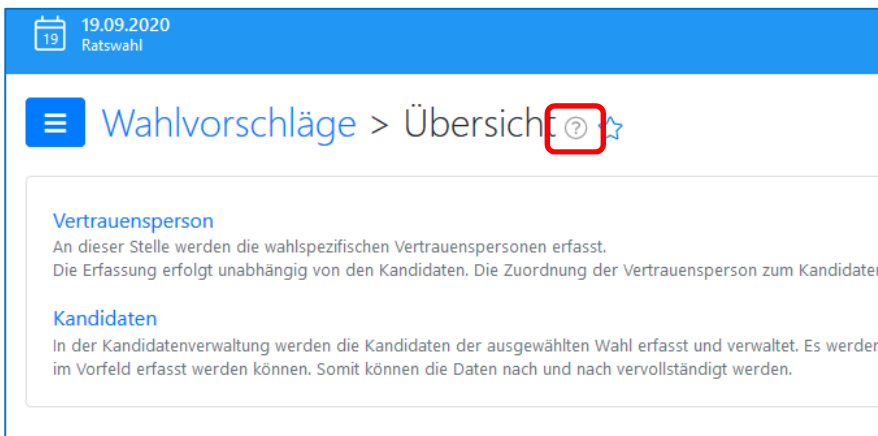 19.09.2020
19
Ratswahl
Wahlvorschläge > Übersicht ?
Vertrauensperson
An dieser Stelle werden die wahlspezifischen Vertrauenspersonen erfasst.
Die Erfassung erfolgt unabhängig von den Kandidaten. Die Zuordnung der Vertrauensperson zum Kandidaten
Kandidaten
In der Kandidatenverwaltung werden die Kandidaten der ausgewählten Wahl erfasst und verwaltet. Es werden
im Vorfeld erfasst werden können. Somit können die Daten nach und nach vervollständigt werden.